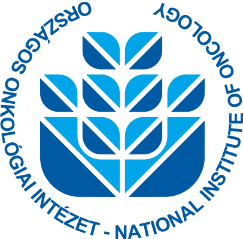 ORSZÁGOS ONKOLÓGIAI INTÉZET - NATIONAL INSTITUTE OF ONCOLOGY